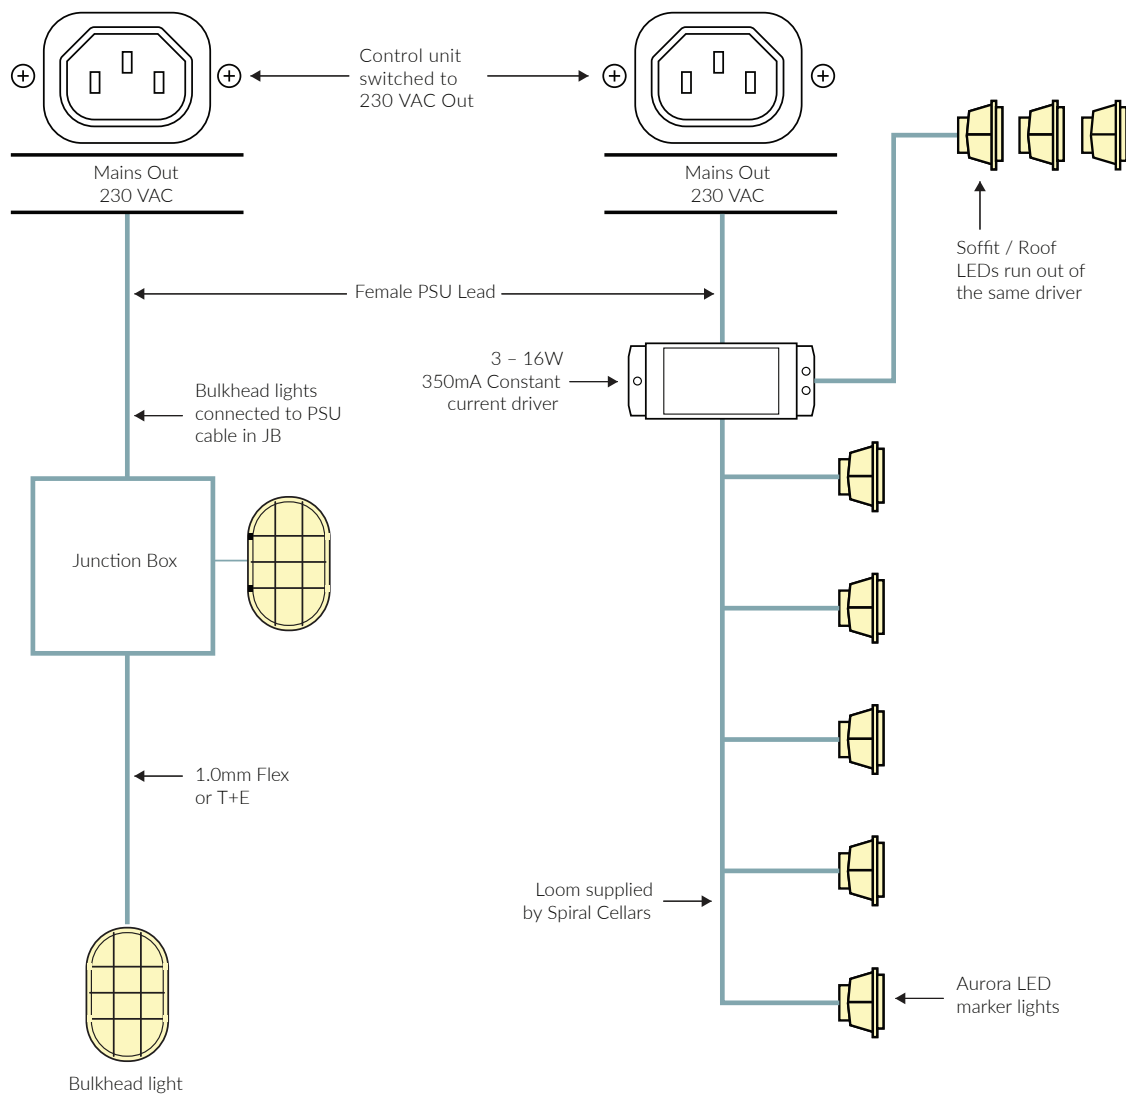 Control unit
switched to
230 VAC Out
Mains Out
230 VAC
Mains Out
230 VAC
Soffit / Roof
LEDs run out of
the same driver
Female PSU Lead
3 – 16W
350mA Constant
current driver
Bulkhead lights
connected to PSU
cable in JB
Junction Box
1.0mm Flex
or T+E
Loom supplied
by Spiral Cellars
Aurora LED
marker lights
Bulkhead light